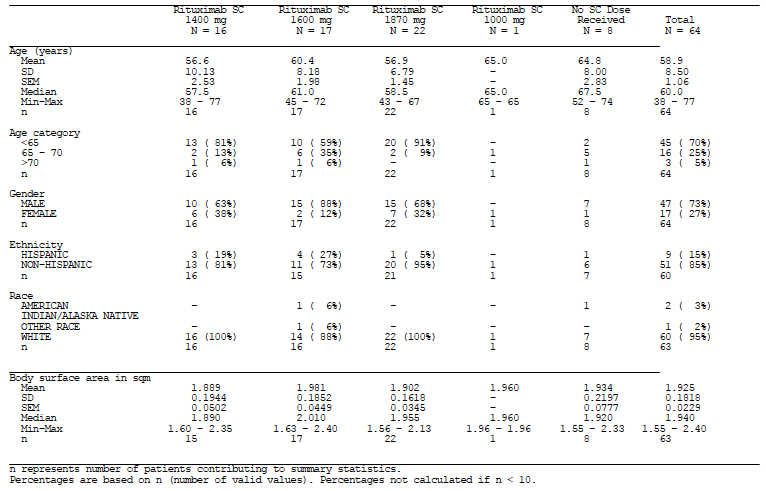 Rituximab SC Rituximab SC Rituximab SC Rituximab SC No SC Dose
1400 mg 1600 mg 1870 mg 1000 mg Received Total
N = 16 N = 17 N = 22 N = 1 N = 8 N = 64
Age (years)
Mean 56.6 60.4 56.9 65.0 64.8 58.9
SD 10.13 8.18 6.79 - 8.00 8.50
SEM 2.53 1.98 1.45 - 2.83 1.06
Median 57.5 61.0 58.5 65.0 67.5 60.0
Min-Max 38 - 77 45 - 72 43 - 67 65 - 65 52 - 74 38 - 77
n 16 17 22 1 8 64
Age category
<65 13 ( 81%) 10 ( 59%) 20 ( 91%) - 2 45 ( 70%)
65 - 70 2 ( 13%) 6 ( 35%) 2 ( 9%) 1 5 16 ( 25%)
>70 1 ( 6%) 1 ( 6%) - - 1 3 ( 5%)
n 16 17 22 1 8 64
Gender
MALE 10 ( 63%) 15 ( 88%) 15 ( 68%) - 7 47 ( 73%)
FEMALE 6 ( 38%) 2 ( 12%) 7 ( 32%) 1 1 17 ( 27%)
n 16 17 22 1 8 64
Ethnicity
HISPANIC 3 ( 19%) 4 ( 27%) 1 ( 5%) - 1 9 ( 15%)
NON-HISPANIC 13 ( 81%) 11 ( 73%) 20 ( 95%) 1 6 51 ( 85%)
n 16 15 21 1 7 60
Race
AMERICAN - 1 ( 6%) - - 1 2 ( 3%)
INDIAN/ALASKA NATIVE
OTHER RACE - 1 ( 6%) - - - 1 ( 2%)
WHITE 16 (100%) 14 ( 88%) 22 (100%) 1 7 60 ( 95%)
n 16 16 22 1 8 63
Body surface area in sqm
Mean 1.889 1.981 1.902 1.960 1.934 1.925
SD 0.1944 0.1852 0.1618 - 0.2197 0.1818
SEM 0.0502 0.0449 0.0345 - 0.0777 0.0229
Median 1.890 2.010 1.955 1.960 1.920 1.940
Min-Max 1.60 - 2.35 1.63 - 2.40 1.56 - 2.13 1.96 - 1.96 1.55 - 2.33 1.55 - 2.40
n 15 17 22 1 8 63
n represents number of patients contributing to summary statistics.
Percentages are based on n (number of valid values). Percentages not calculated if n < 10.